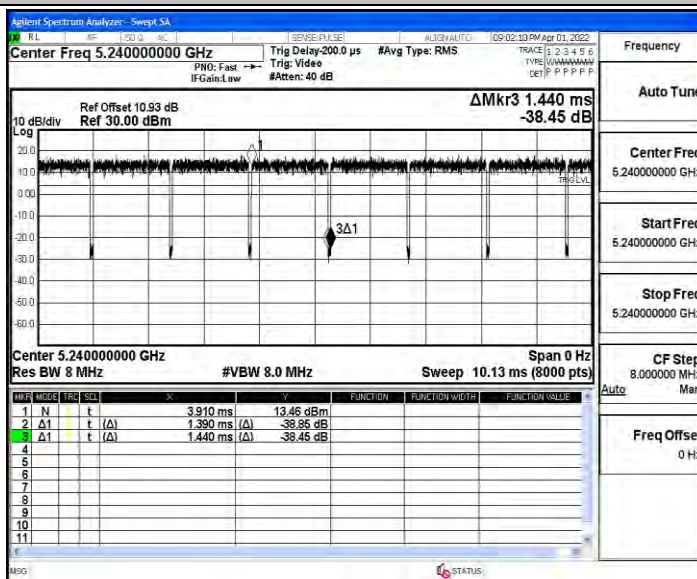 Agilent Spectrum Analyzer - Swept SA
RL RF 50 Ω AC SENSE:PULSE ALIGN AUTO 09:02:10 PM Apr 01, 2022
Center Freq 5.240000000 GHz
PNO: Fast
IFGain:Low
Trig Delay-200.0 µs
Trig: Video
#Atten: 40 dB
#Avg Type: RMS
TRACE 1 2 3 4 5 6
TYPE
DET P P P P P P
Ref Offset 10.93 dB
10 dB/div Ref 30.00 dBm
Log
ΔMkr3 1.440 ms
-38.45 dB
20.0
10.0
0.00
-10.0
-20.0
-30.0
-40.0
-50.0
-60.0
1
TRIG LVL
3Δ1
Center 5.240000000 GHz Span 0 Hz
Res BW 8 MHz #VBW 8.0 MHz Sweep 10.13 ms (8000 pts)
MKR MODE TRC SCL X Y FUNCTION FUNCTION WIDTH FUNCTION VALUE
1 N t 3.910 ms 13.46 dBm
2 Δ1 t (Δ) 1.390 ms (Δ) -38.85 dB
3 Δ1 t (Δ) 1.440 ms (Δ) -38.45 dB
4
5
6
7
8
9
10
11
MSG STATUS
Frequency
Auto Tune
Center Freq
5.240000000 GHz
Start Freq
5.240000000 GHz
Stop Freq
5.240000000 GHz
CF Step
8.000000 MHz
Auto Man
Freq Offset
0 Hz